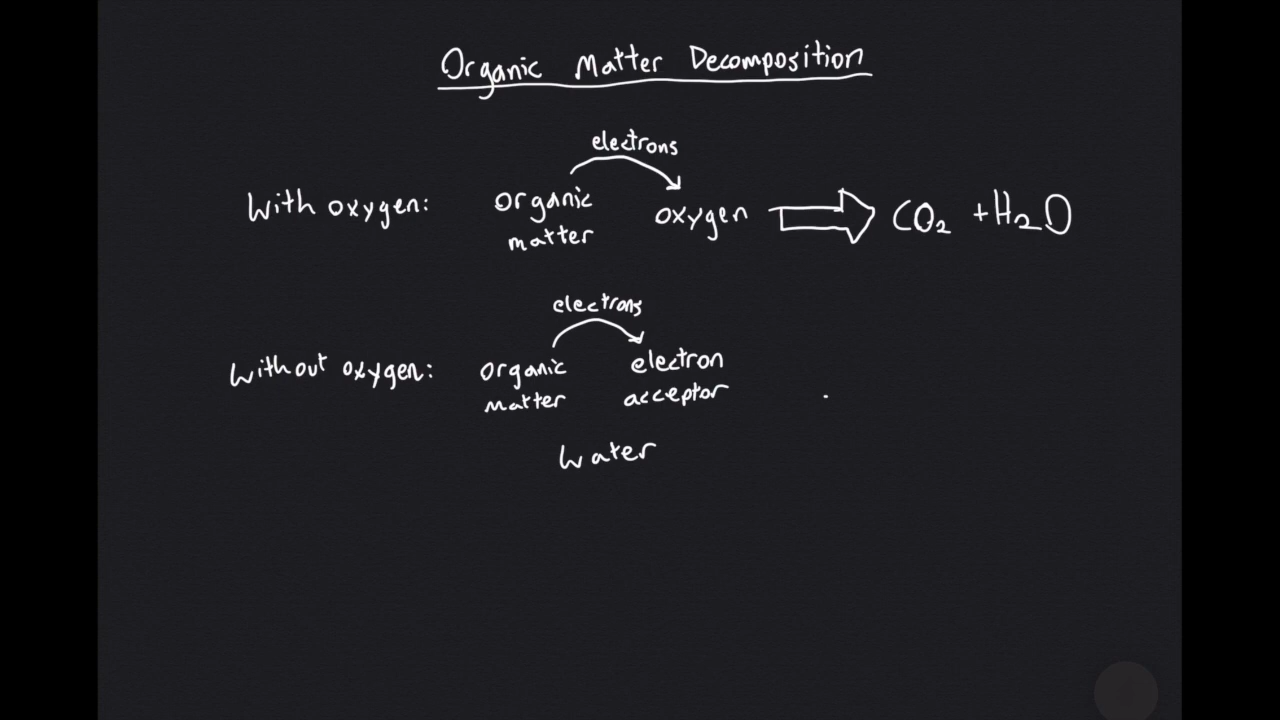 Organic Matter Decomposition
electrons
With oxygen: organic matter oxygen CO₂ + H₂O
electrons
Without oxygen: organic matter electron acceptor
Water